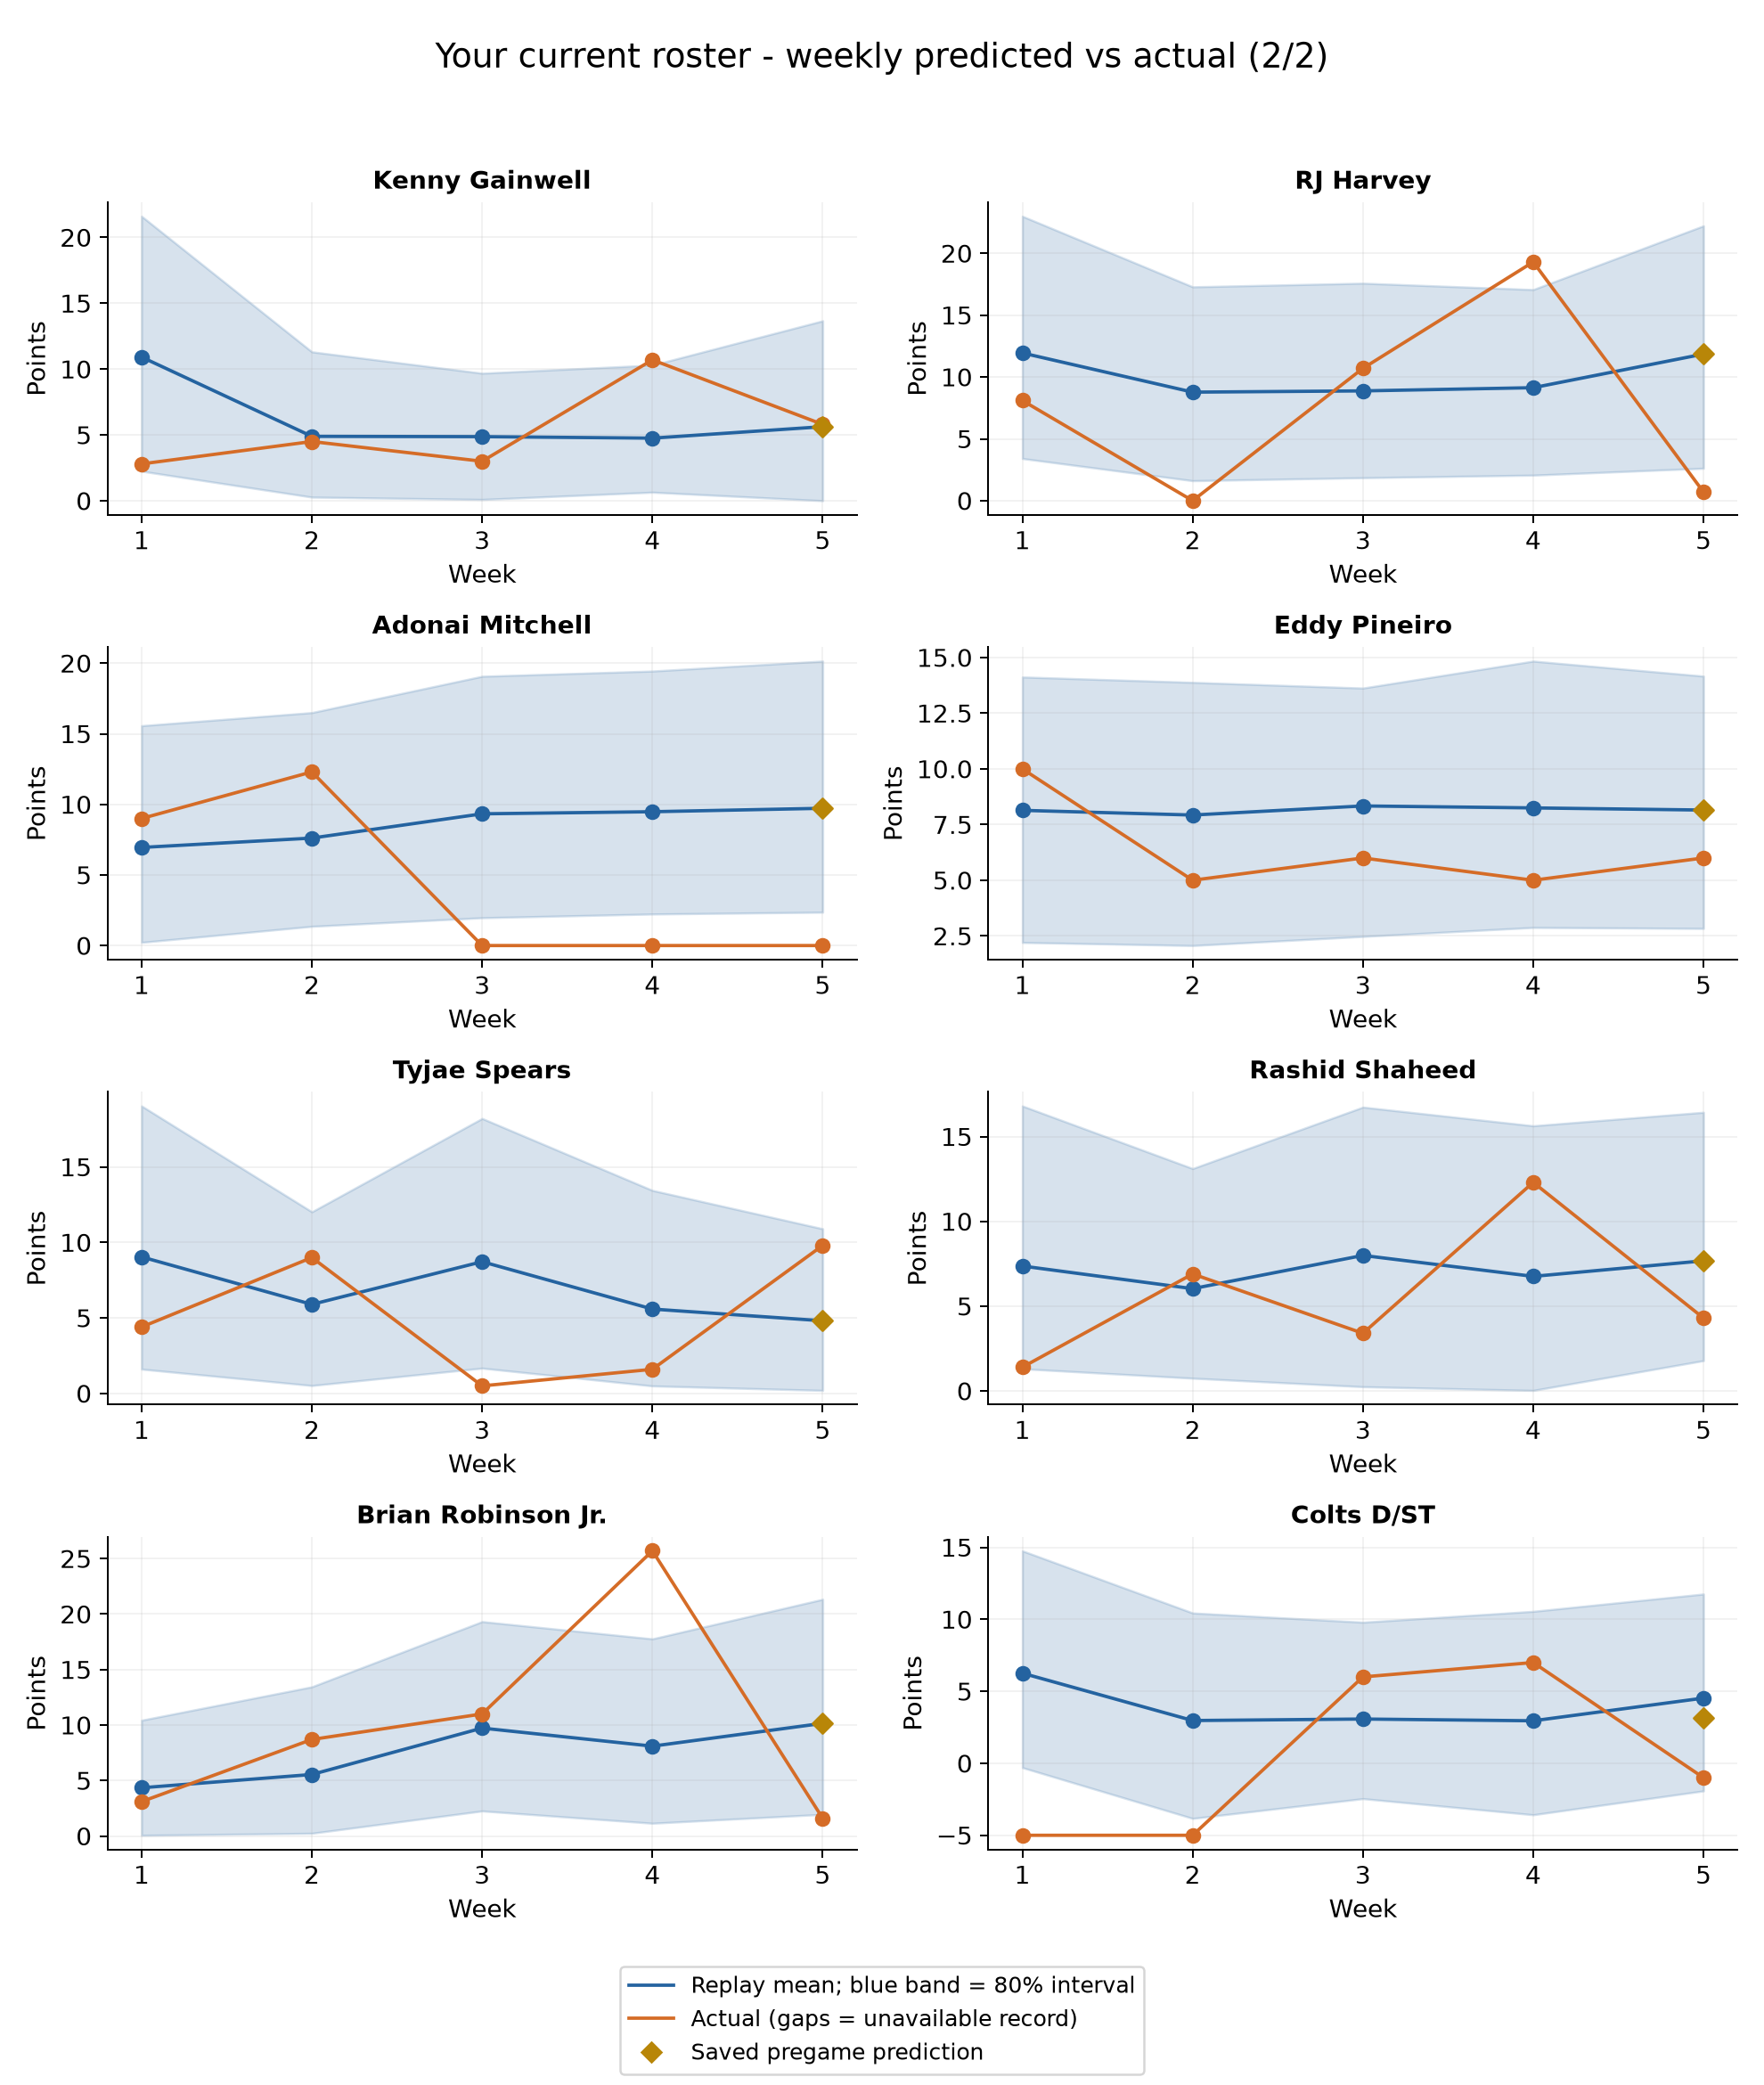 Your current roster - weekly predicted vs actual (2/2)
Kenny Gainwell
Points
20
15
10
5
0
1 2 3 4 5
Week
RJ Harvey
Points
20
15
10
5
0
1 2 3 4 5
Week
Adonai Mitchell
Points
20
15
10
5
0
1 2 3 4 5
Week
Eddy Pineiro
Points
15.0
12.5
10.0
7.5
5.0
2.5
1 2 3 4 5
Week
Tyjae Spears
Points
15
10
5
0
1 2 3 4 5
Week
Rashid Shaheed
Points
15
10
5
0
1 2 3 4 5
Week
Brian Robinson Jr.
Points
25
20
15
10
5
0
1 2 3 4 5
Week
Colts D/ST
Points
15
10
5
0
−5
1 2 3 4 5
Week
Replay mean; blue band = 80% interval
Actual (gaps = unavailable record)
Saved pregame prediction